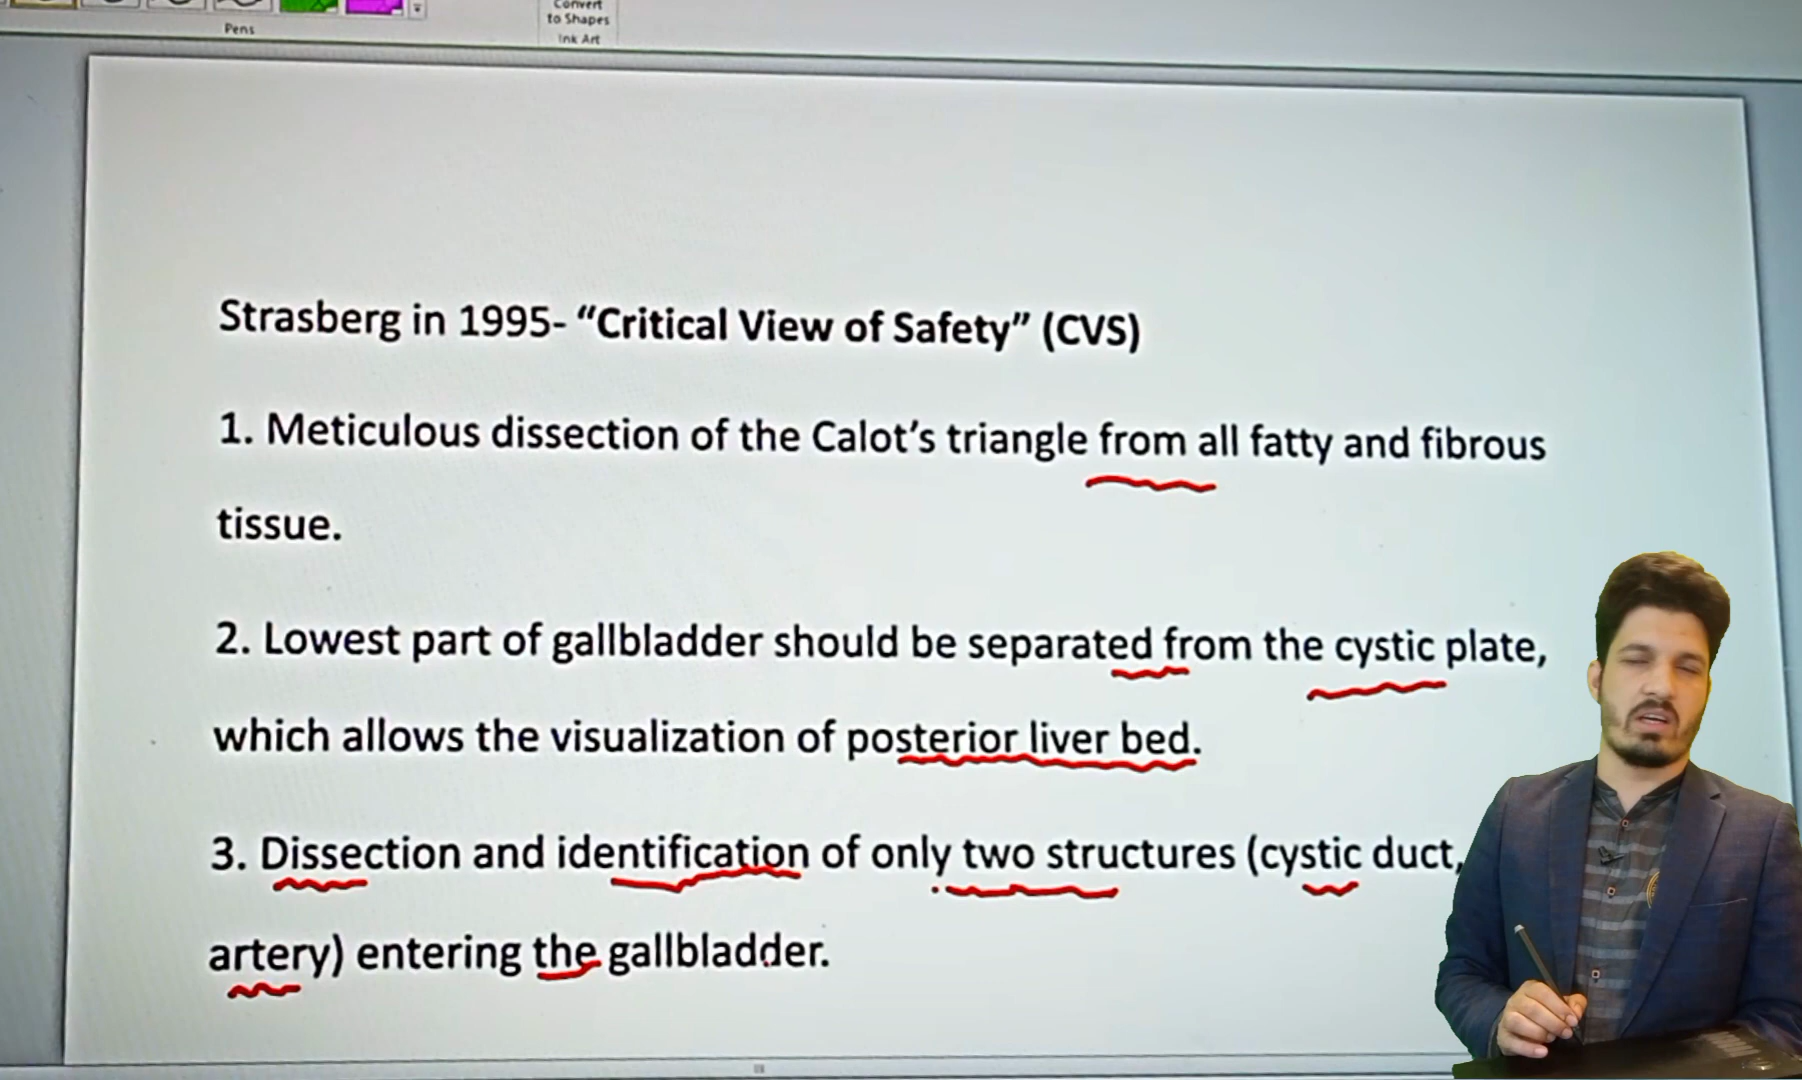 Convert
to Shapes
Pens
Ink Art
Strasberg in 1995- “Critical View of Safety” (CVS)
1. Meticulous dissection of the Calot’s triangle from all fatty and fibrous
tissue.
2. Lowest part of gallbladder should be separated from the cystic plate,
which allows the visualization of posterior liver bed.
3. Dissection and identification of only two structures (cystic duct,
artery) entering the gallbladder.